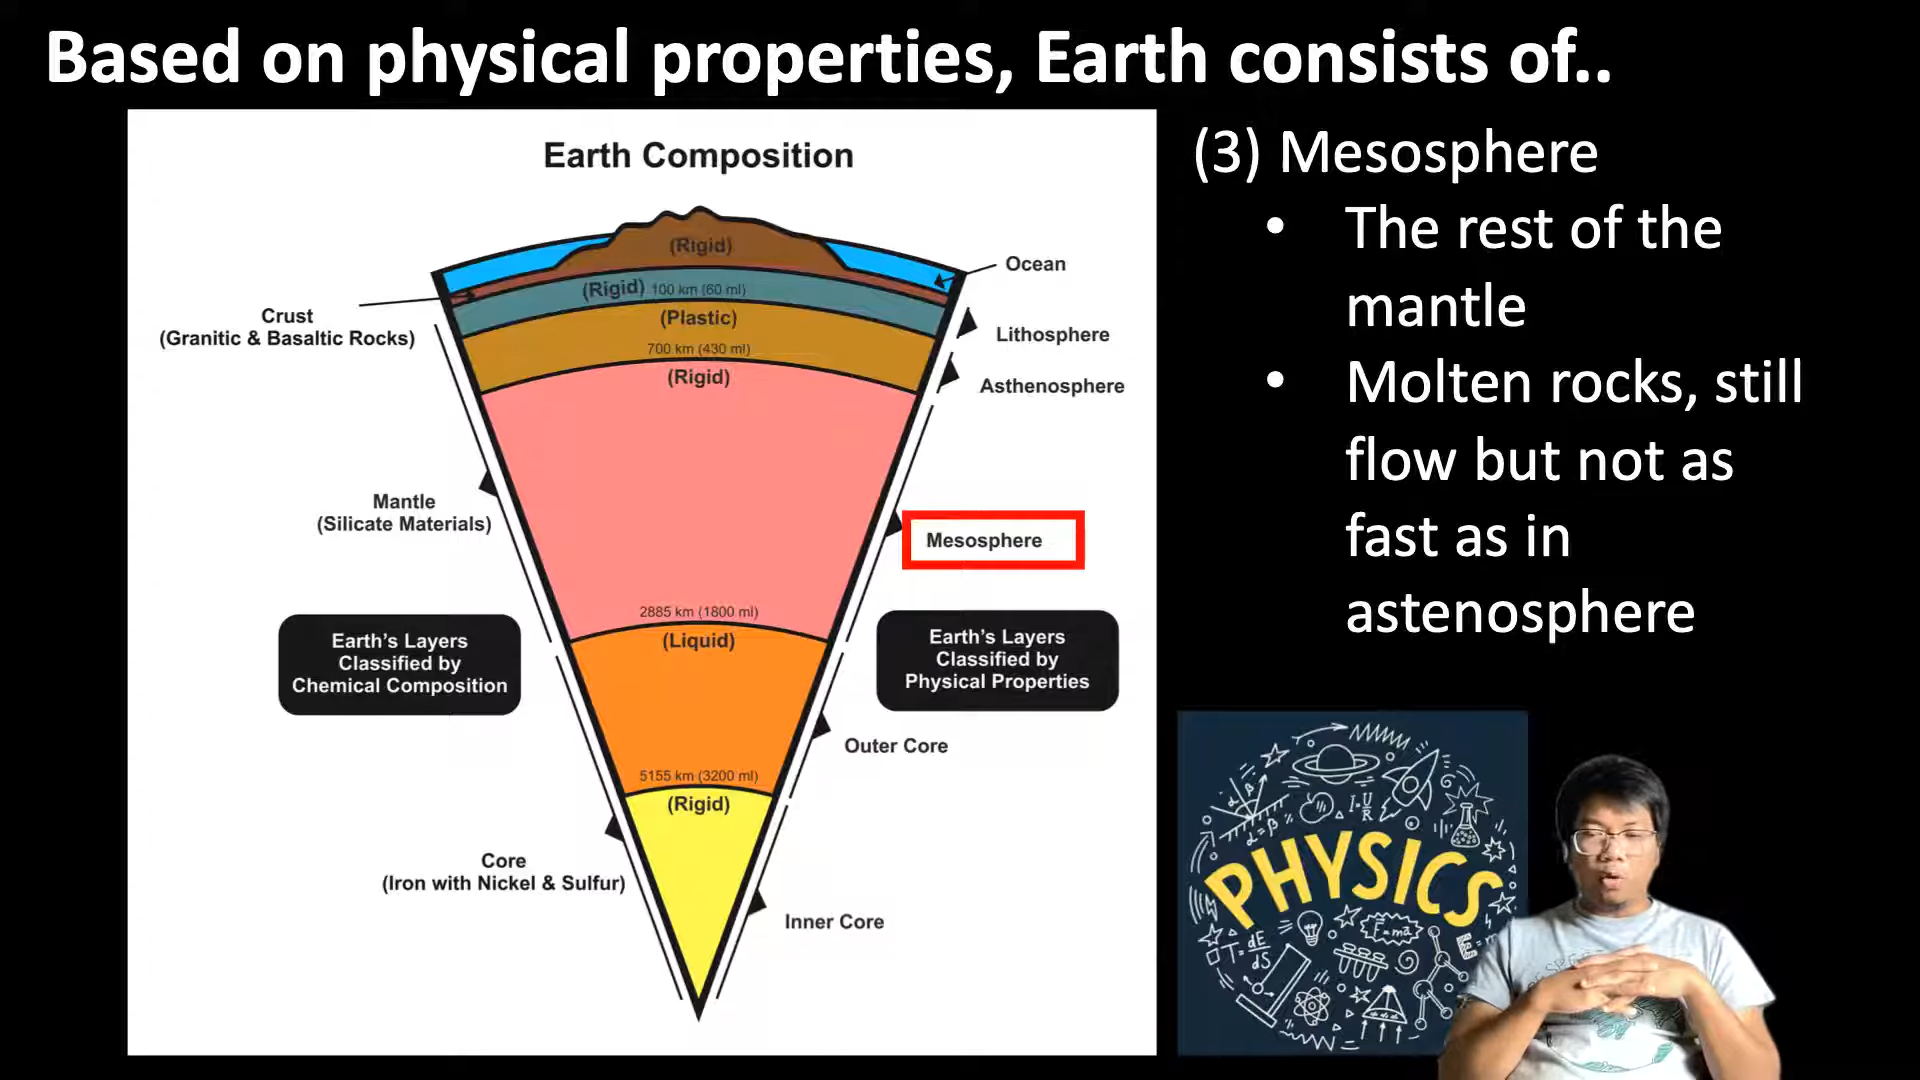 Based on physical properties, Earth consists of..
Earth Composition
(Rigid)
Ocean
(Rigid) 100 km (60 ml)
Crust
(Granitic & Basaltic Rocks)
(Plastic)
Lithosphere
700 km (430 ml)
(Rigid)
Asthenosphere
Mantle
(Silicate Materials)
Mesosphere
2885 km (1800 ml)
(Liquid)
Earth's Layers
Classified by
Chemical Composition
Earth's Layers
Classified by
Physical Properties
Outer Core
5155 km (3200 ml)
(Rigid)
Core
(Iron with Nickel & Sulfur)
Inner Core
(3) Mesosphere
• The rest of the
mantle
• Molten rocks, still
flow but not as
fast as in
astenosphere
PHYSICS
α β
α=β
I=U/R
F=ma
T=dE/dS